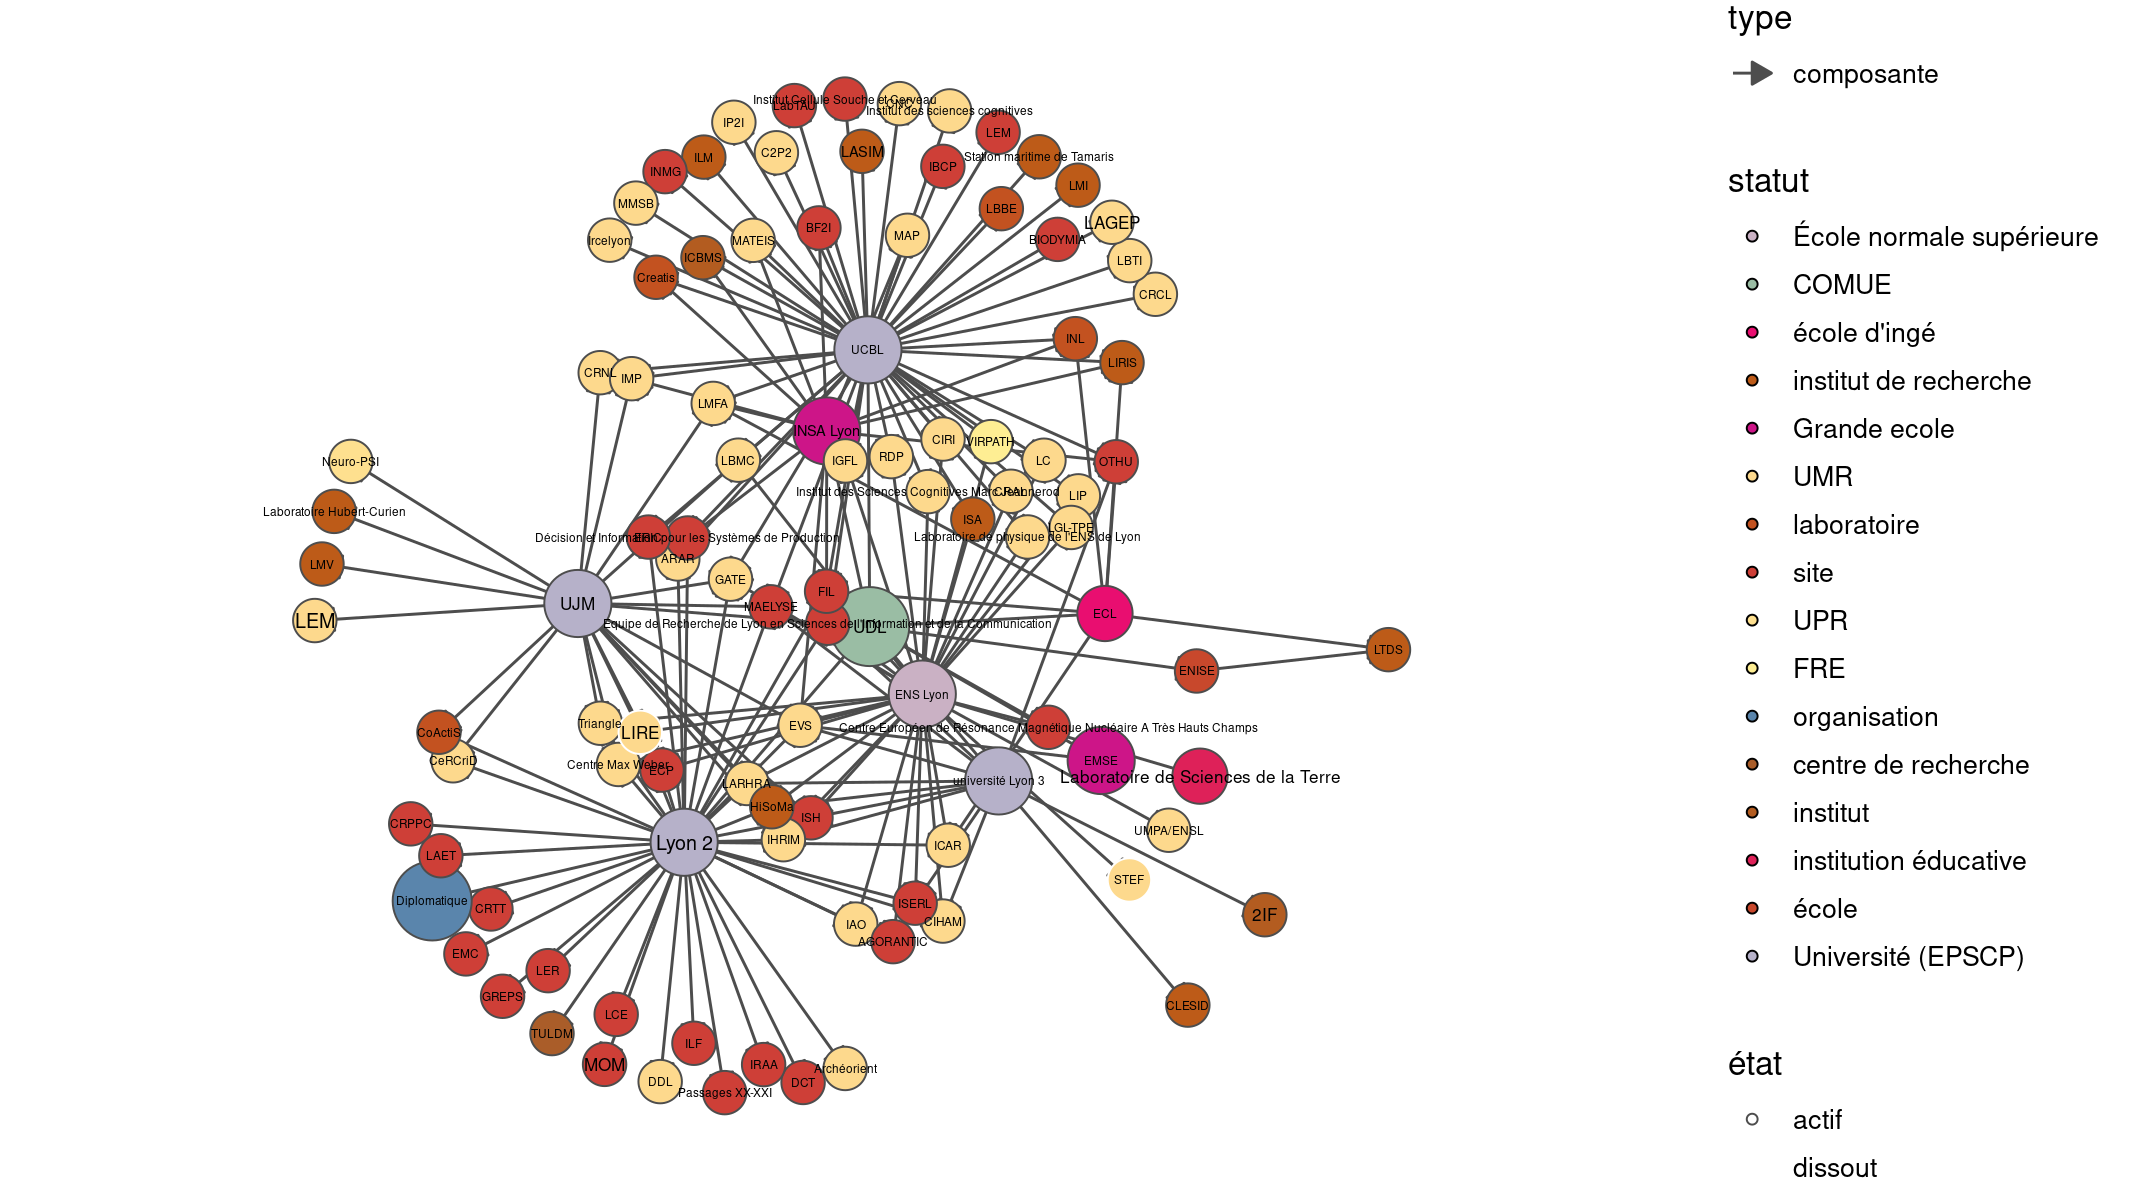 type
composante
statut
École normale supérieure
COMUE
école d'ingé
institut de recherche
Grande ecole
UMR
laboratoire
site
UPR
FRE
organisation
centre de recherche
institut
institution éducative
école
Université (EPSCP)
état
actif
dissout
Institut Cellule Souche et Cerveau
LabTAU
CNC
Institut des sciences cognitives
IP2I
LEM
C2P2
LASIM
ILM
IBCP
Station maritime de Tamaris
INMG
LMI
MMSB
LBBE
LAGEP
BF2I
MAP
Ircelyon
MATEIS
BIODYMIA
ICBMS
LBTI
Creatis
CRCL
INL
UCBL
LIRIS
CRNL
IMP
LMFA
INSA Lyon
CIRI
VIRPATH
Neuro-PSI
LBMC
IGFL
RDP
LC
OTHU
Institut des Sciences Cognitives Marc Jeannerod
CRAL
LIP
Laboratoire Hubert-Curien
ISA
LGL-TPE
Décision et Information pour les Systèmes de Production
ERIC
Laboratoire de physique de l'ENS de Lyon
ARAR
LMV
GATE
FIL
UJM
MAELYSE
ECL
LEM
Equipe de Recherche de Lyon en Sciences de l'Information et de la Communication
UDL
LTDS
ENISE
ENS Lyon
Triangle
LIRE
EVS
Centre Européen de Résonance Magnétique Nucléaire A Très Hauts Champs
CoActiS
CeRCriD
Centre Max Weber
ECP
EMSE
Laboratoire de Sciences de la Terre
université Lyon 3
LARHRA
HiSoMa
ISH
CRPPC
UMPA/ENSL
IHRIM
Lyon 2
ICAR
LAET
STEF
Diplomatique
CRTT
ISERL
2IF
IAO
CIHAM
AGORANTIC
EMC
LER
GREPS
CLESID
LCE
TULDM
ILF
MOM
IRAA
Archéorient
DDL
DCT
Passages XX-XXI